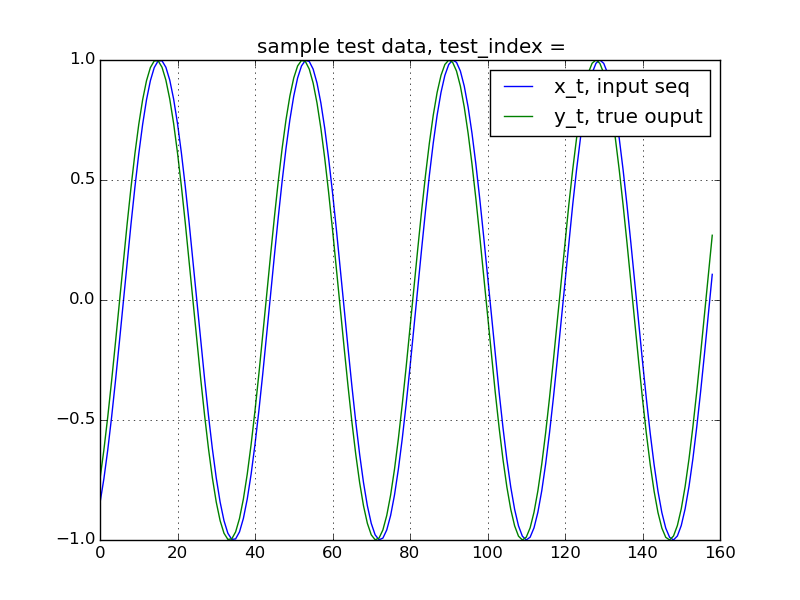 sample test data, test_index =
1.0
0.5
0.0
−0.5
−1.0
x_t, input seq
y_t, true ouput
0 20 40 60 80 100 120 140 160